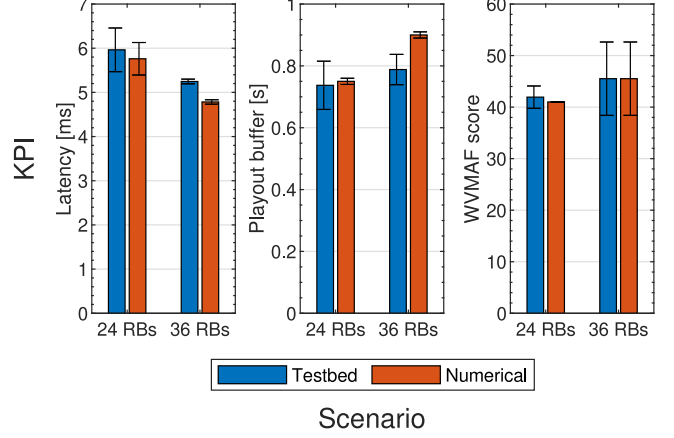 KPI
Latency [ms]
7
6
5
4
3
2
1
0
24 RBs
36 RBs
Playout buffer [s]
1
0.8
0.6
0.4
0.2
0
24 RBs
36 RBs
WVMAF score
60
50
40
30
20
10
0
24 RBs
36 RBs
Testbed
Numerical
Scenario